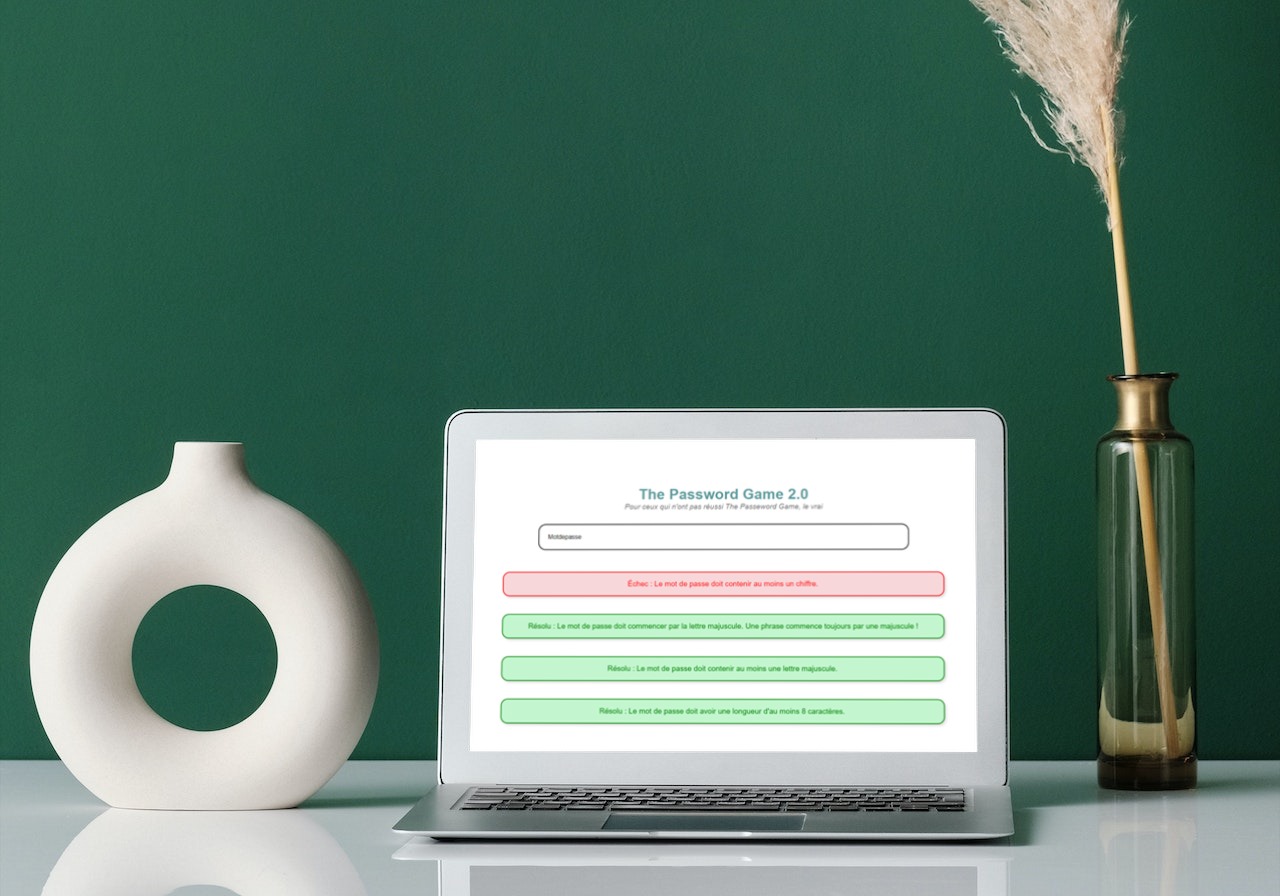 The Password Game 2.0
Pour ceux qui n'ont pas réussi The Passeword Game, le vrai
Motdepasse
Échec : Le mot de passe doit contenir au moins un chiffre.
Résolu : Le mot de passe doit commencer par la lettre majuscule. Une phrase commence toujours par une majuscule !
Résolu : Le mot de passe doit contenir au moins une lettre majuscule.
Résolu : Le mot de passe doit avoir une longueur d'au moins 8 caractères.